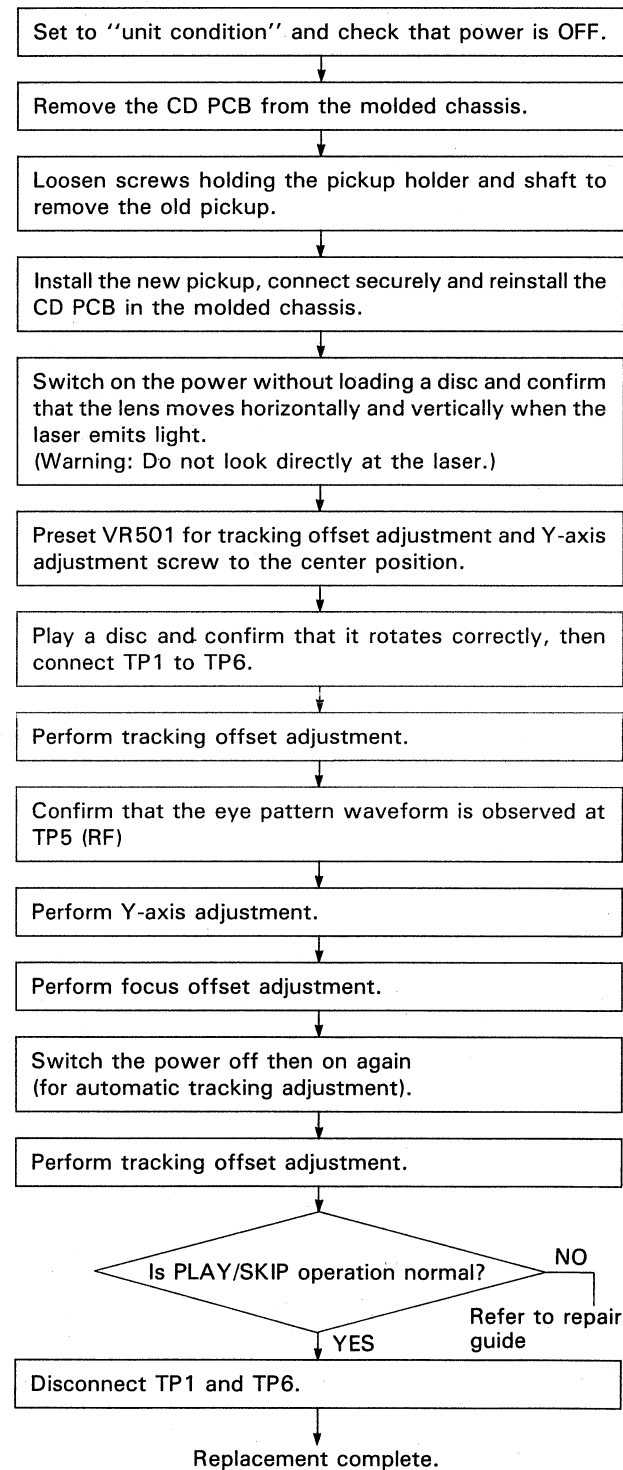 Set to "unit condition" and check that power is OFF.
Remove the CD PCB from the molded chassis.
Loosen screws holding the pickup holder and shaft to
remove the old pickup.
Install the new pickup, connect securely and reinstall the
CD PCB in the molded chassis.
Switch on the power without loading a disc and confirm
that the lens moves horizontally and vertically when the
laser emits light.
(Warning: Do not look directly at the laser.)
Preset VR501 for tracking offset adjustment and Y-axis
adjustment screw to the center position.
Play a disc and confirm that it rotates correctly, then
connect TP1 to TP6.
Perform tracking offset adjustment.
Confirm that the eye pattern waveform is observed at
TP5 (RF)
Perform Y-axis adjustment.
Perform focus offset adjustment.
Switch the power off then on again
(for automatic tracking adjustment).
Perform tracking offset adjustment.
Is PLAY/SKIP operation normal?
NO
Refer to repair
guide
YES
Disconnect TP1 and TP6.
Replacement complete.